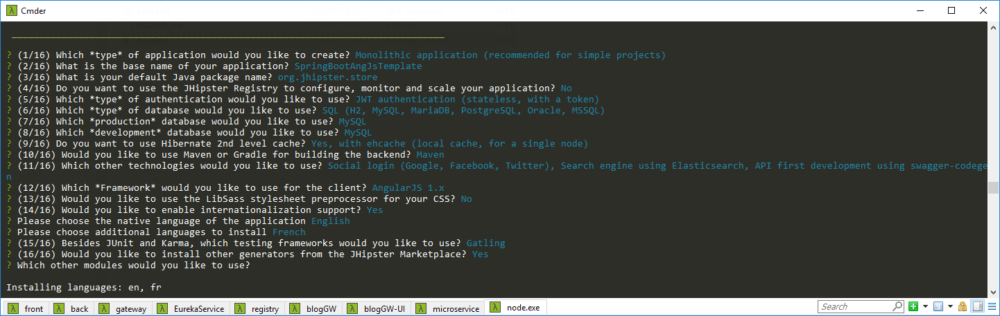 Cmder
? (1/16) Which *type* of application would you like to create? Monolithic application (recommended for simple projects)
? (2/16) What is the base name of your application? SpringBootAngJsTemplate
? (3/16) What is your default Java package name? org.jhipster.store
? (4/16) Do you want to use the JHipster Registry to configure, monitor and scale your application? No
? (5/16) Which *type* of authentication would you like to use? JWT authentication (stateless, with a token)
? (6/16) Which *type* of database would you like to use? SQL (H2, MySQL, MariaDB, PostgreSQL, Oracle, MSSQL)
? (7/16) Which *production* database would you like to use? MySQL
? (8/16) Which *development* database would you like to use? MySQL
? (9/16) Do you want to use Hibernate 2nd level cache? Yes, with ehcache (local cache, for a single node)
? (10/16) Would you like to use Maven or Gradle for building the backend? Maven
? (11/16) Which other technologies would you like to use? Social login (Google, Facebook, Twitter), Search engine using Elasticsearch, API first development using swagger-codege
n
? (12/16) Which *Framework* would you like to use for the client? AngularJS 1.x
? (13/16) Would you like to use the LibSass stylesheet preprocessor for your CSS? No
? (14/16) Would you like to enable internationalization support? Yes
? Please choose the native language of the application English
? Please choose additional languages to install French
? (15/16) Besides JUnit and Karma, which testing frameworks would you like to use? Gatling
? (16/16) Would you like to install other generators from the JHipster Marketplace? Yes
? Which other modules would you like to use?
Installing languages: en, fr
λ front λ back λ gateway λ EurekaService λ registry λ blogGW λ blogGW-UI λ microservice λ node.exe Search